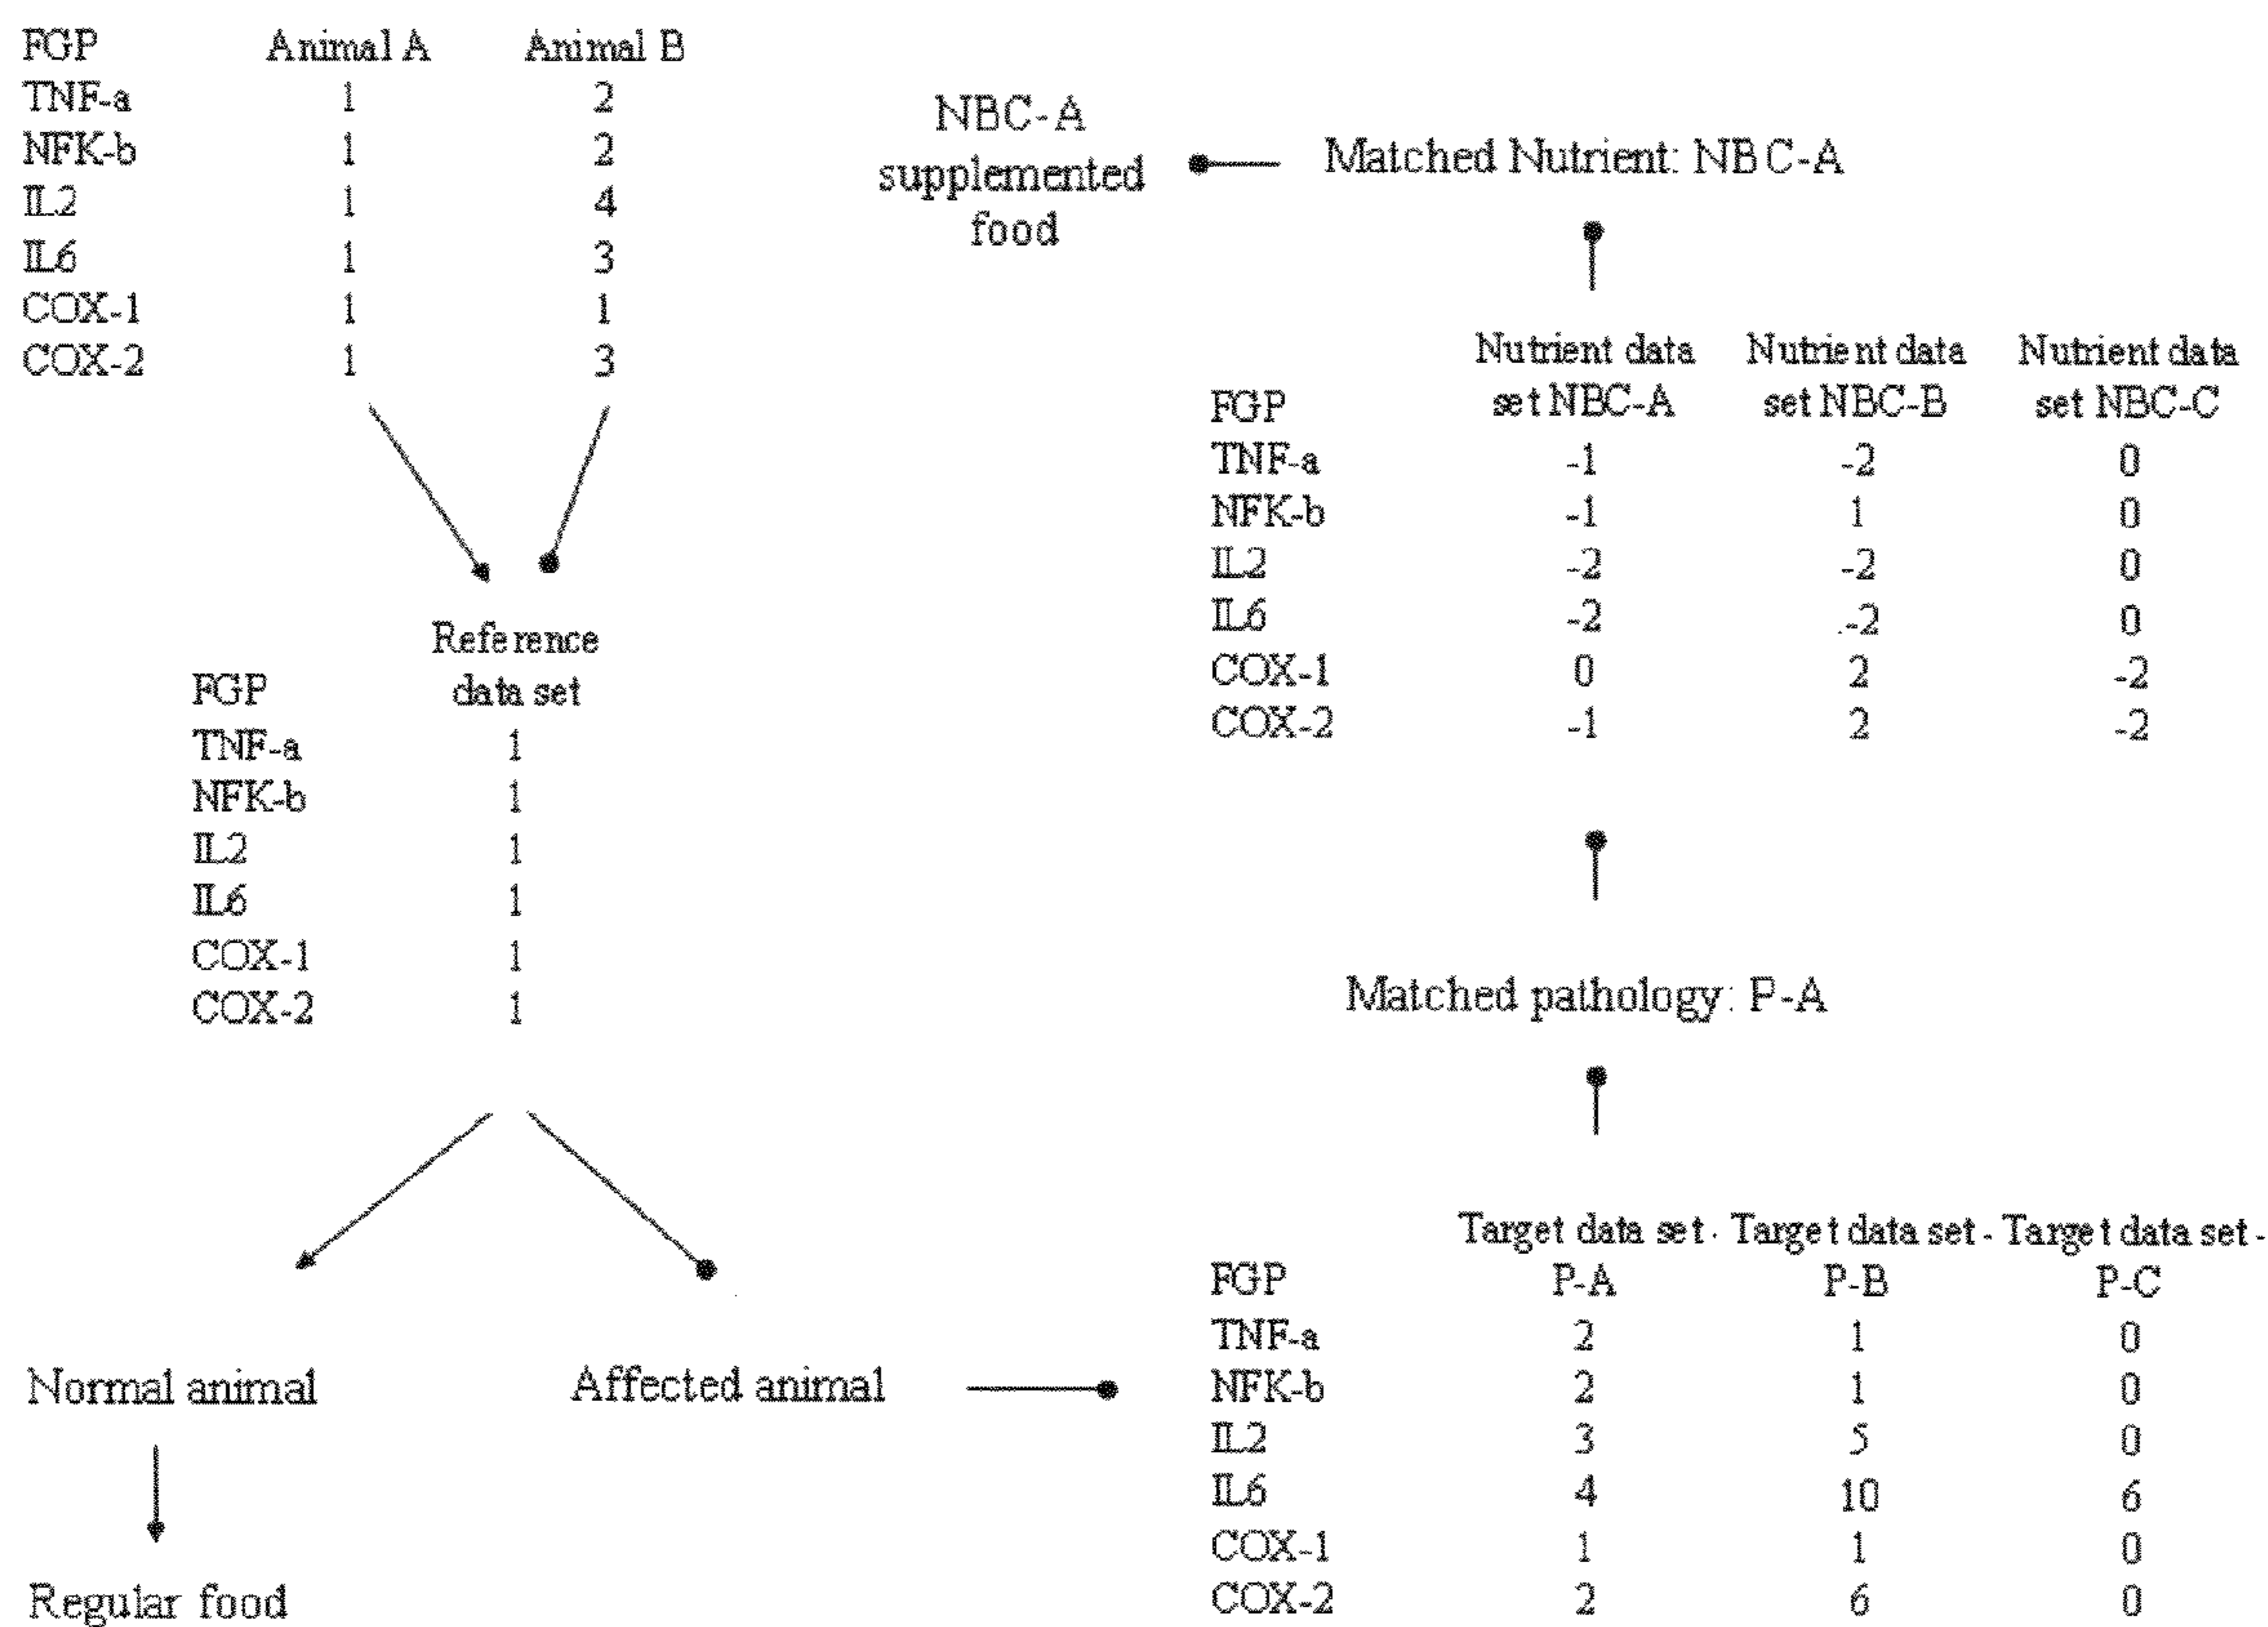 FGP Animal A Animal B
TNF-a 1 2
NFK-b 1 2
IL2 1 4
IL6 1 3
COX-1 1 1
COX-2 1 3
Reference
FGP data set
TNF-a 1
NFK-b 1
IL2 1
IL6 1
COX-1 1
COX-2 1
Normal animal
Regular food
Affected animal
Target data set - Target data set - Target data set -
FGP P-A P-B P-C
TNF-a 2 1 0
NFK-b 2 1 0
IL2 3 5 0
IL6 4 10 6
COX-1 1 1 0
COX-2 2 6 0
Matched pathology: P-A
Nutrient data Nutrient data Nutrient data
FGP set NBC-A set NBC-B set NBC-C
TNF-a -1 -2 0
NFK-b -1 1 0
IL2 -2 -2 0
IL6 -2 -2 0
COX-1 0 2 -2
COX-2 -1 2 -2
Matched Nutrient: NBC-A
NBC-A
supplemented
food